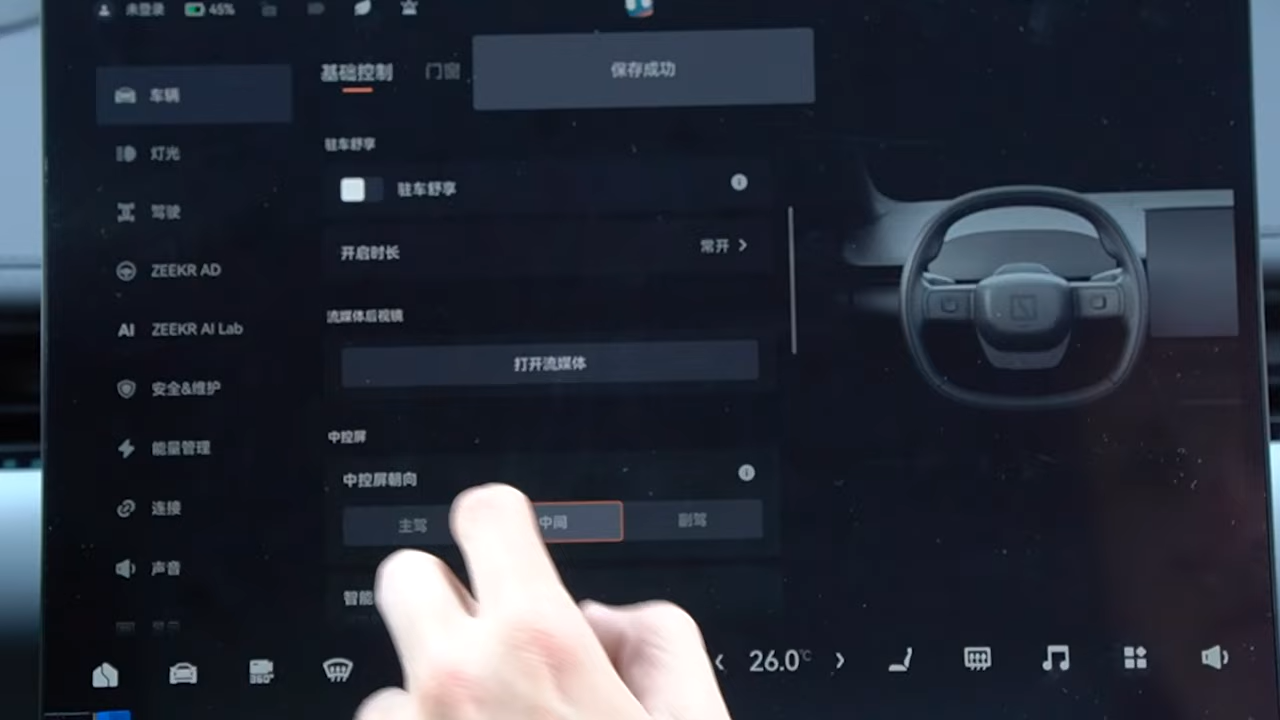 未登录 45%
基础控制 门窗
保存成功
车辆
灯光
驾驶
ZEEKR AD
AI ZEEKR AI Lab
安全&维护
能量管理
连接
声音
驻车舒享
驻车舒享
开启时长 常开
流媒体后视镜
打开流媒体
中控屏
中控屏朝向
主驾 中间 副驾
智能
360°
26.0℃